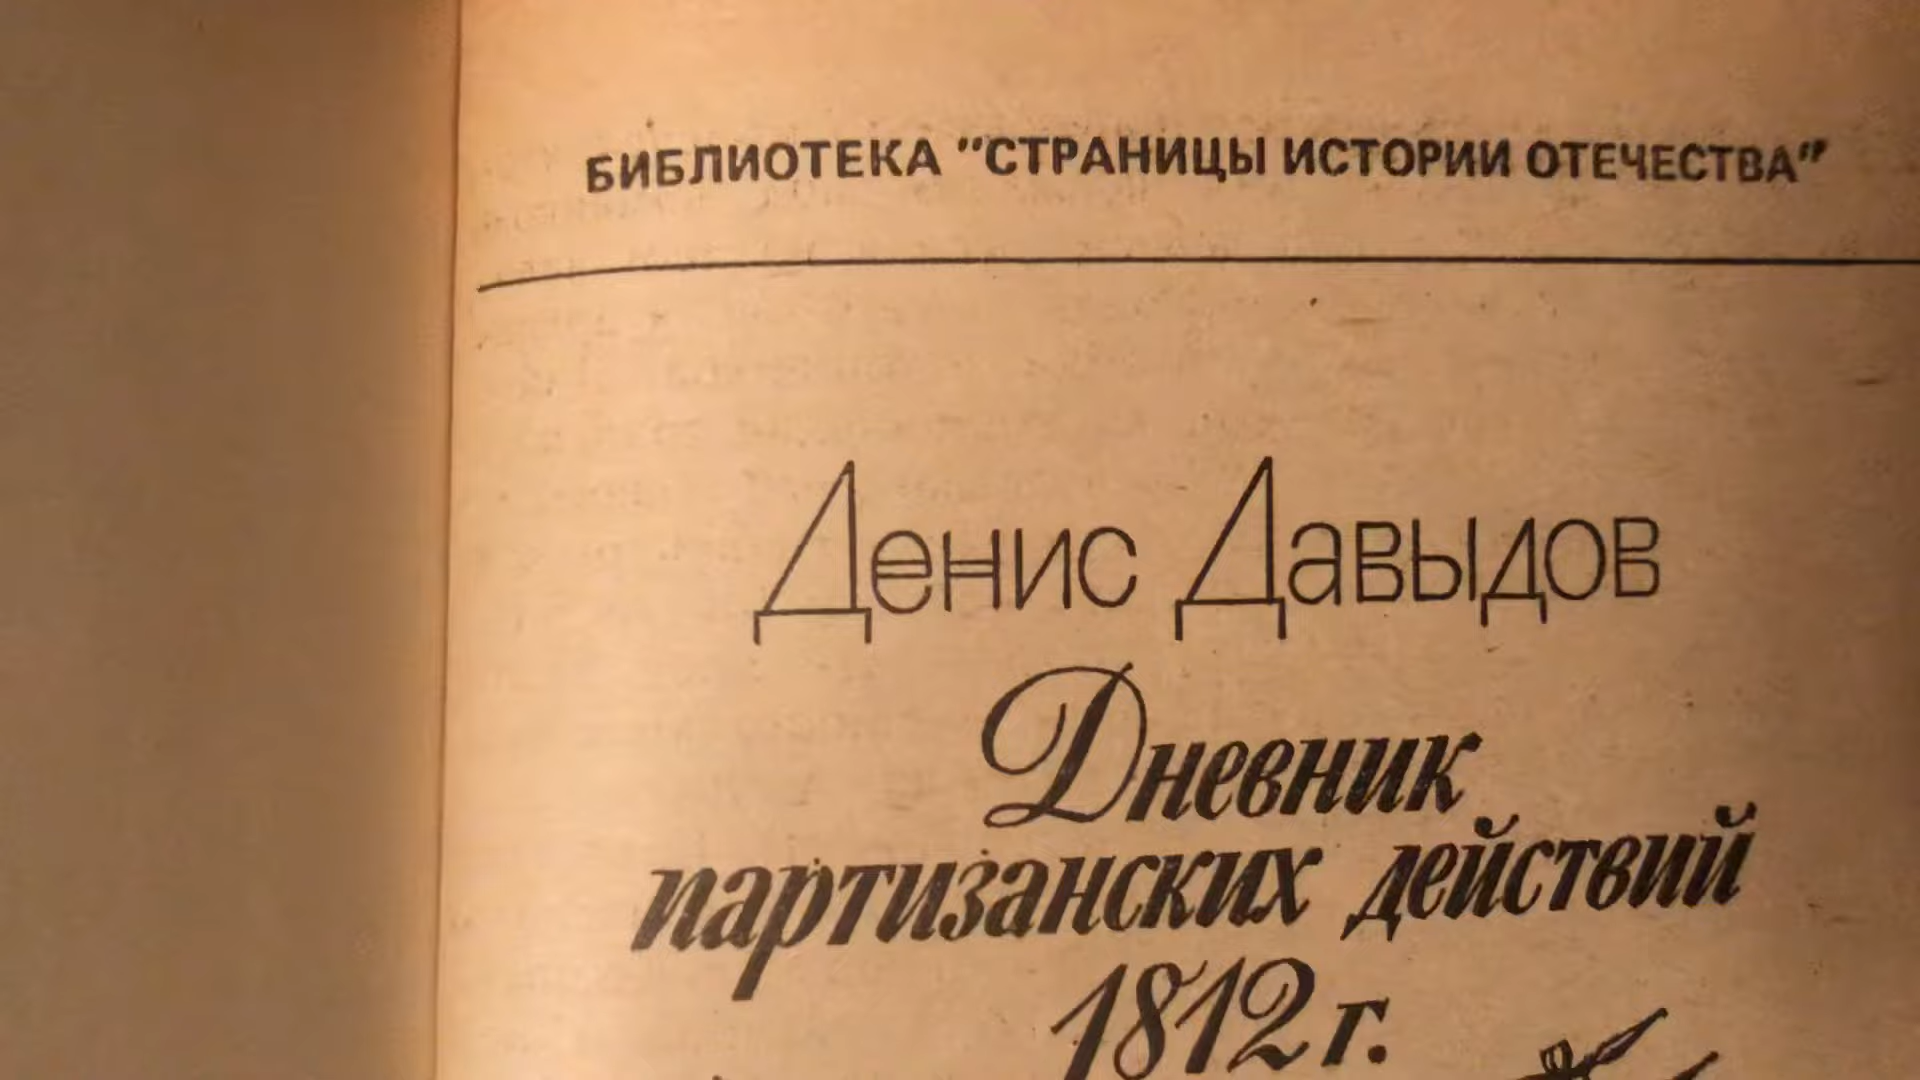 БИБЛИОТЕКА "СТРАНИЦЫ ИСТОРИИ ОТЕЧЕСТВА"
Денис Давыдов
Дневник
партизанских действий
1812 г.